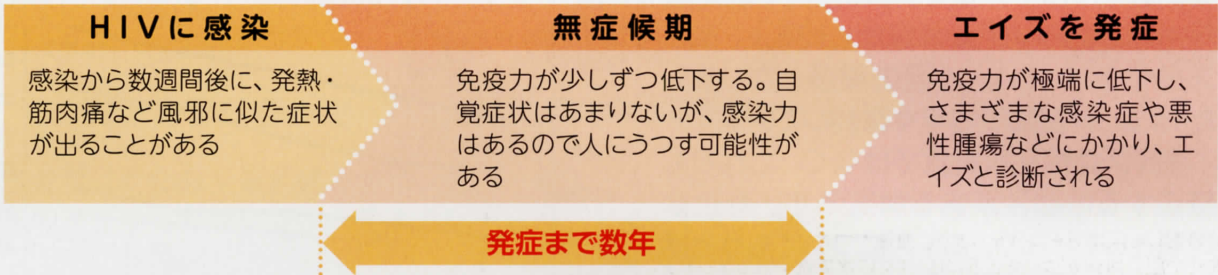 HIVに感染
感染から数週間後に、発熱・
筋肉痛など風邪に似た症状
が出ることがある
無症候期
免疫力が少しずつ低下する。自
覚症状はあまりないが、感染力
はあるので人にうつす可能性が
ある
エイズを発症
免疫力が極端に低下し、
さまざまな感染症や悪
性腫瘍などにかかり、エ
イズと診断される
発症まで数年